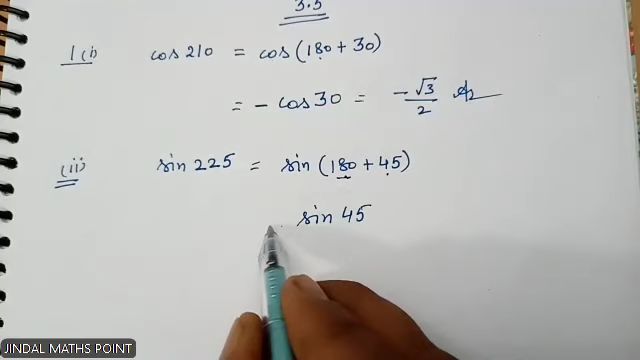 3.5
1(i) cos 210 = cos (180 + 30)
= - cos 30 = -√3/2 A
(ii) sin 225 = sin (180 + 45)
sin 45
JINDAL MATHS POINT